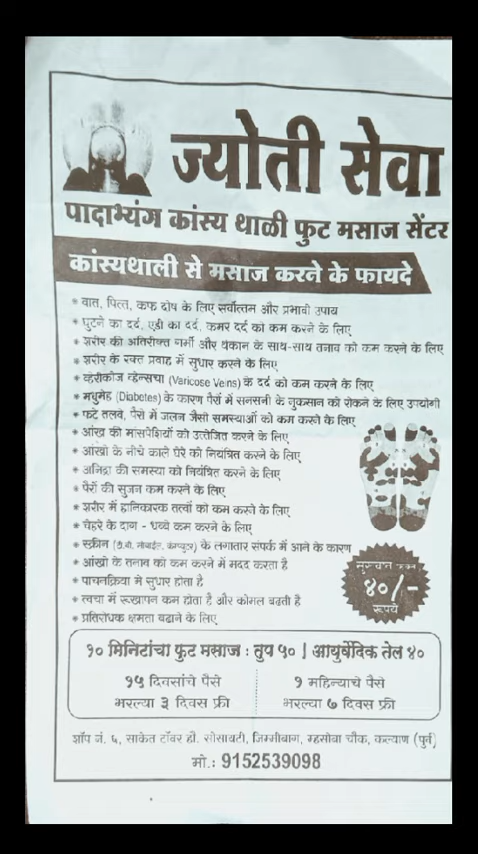 ज्योती सेवा
पादाभ्यंग कांस्य थाळी फुट मसाज सेंटर
कांस्यथाली से मसाज करने के फायदे
* वात, पित्त, कफ दोष के लिए सर्वोत्तम और प्रभावी उपाय
* घुटने का दर्द, एडी का दर्द, कमर दर्द को कम करने के लिए
* शरीर की अतिरीक्त गर्मी और थकान के साथ-साथ तनाव को कम करने के लिए
* शरीर के रक्त प्रवाह में सुधार करने के लिए
* व्हेरीकोज व्हेन्सचा (Varicose Veins) के दर्द को कम करने के लिए
* मधुमेह (Diabetes) के कारण पैरों में सनसनी के नुकसान को रोकने के लिए उपयोगी
* फटे तलवे, पैसे में जलन जैसी समस्याओं को कम करने के लिए
* आंख की मांसपेशियों को उत्तेजित करने के लिए
* आंखो के नीचे काले घेरे को नियंत्रित करने के लिए
* अनिद्रा की समस्या को नियंत्रित करने के लिए
* पैरों की सुजन कम करने के लिए
* शरीर में हानिकारक तत्वों को कम करने के लिए
* चेहरे के दाग - धब्बे कम करने के लिए
* स्क्रीन (टी.व्ही. मोबाईल, कंम्प्युटर) के लगातार संपर्क में आने के कारण
* आंखो के तनाव को कम करने में मदद करता है
* पाचनक्रिया मे सुधार होता है
* त्वचा में रूखापन कम होता है और कोमल बढती है
* प्रतिरोधक क्षमता बढाने के लिए
४०/-
रूपये
१० मिनिटांचा फुट मसाज : तुप ५० | आयुर्वेदिक तेल ४०
१५ दिवसांचे पैसे
भरल्या ३ दिवस फ्री
१ महिन्याचे पैसे
भरल्या ७ दिवस फ्री
शॉप नं. ६, साकेत टॉवर हौ. सोसायटी, जिम्मीबाग, म्हसोबा चौक, कल्याण (पुर्व)
मो.: 9152539098